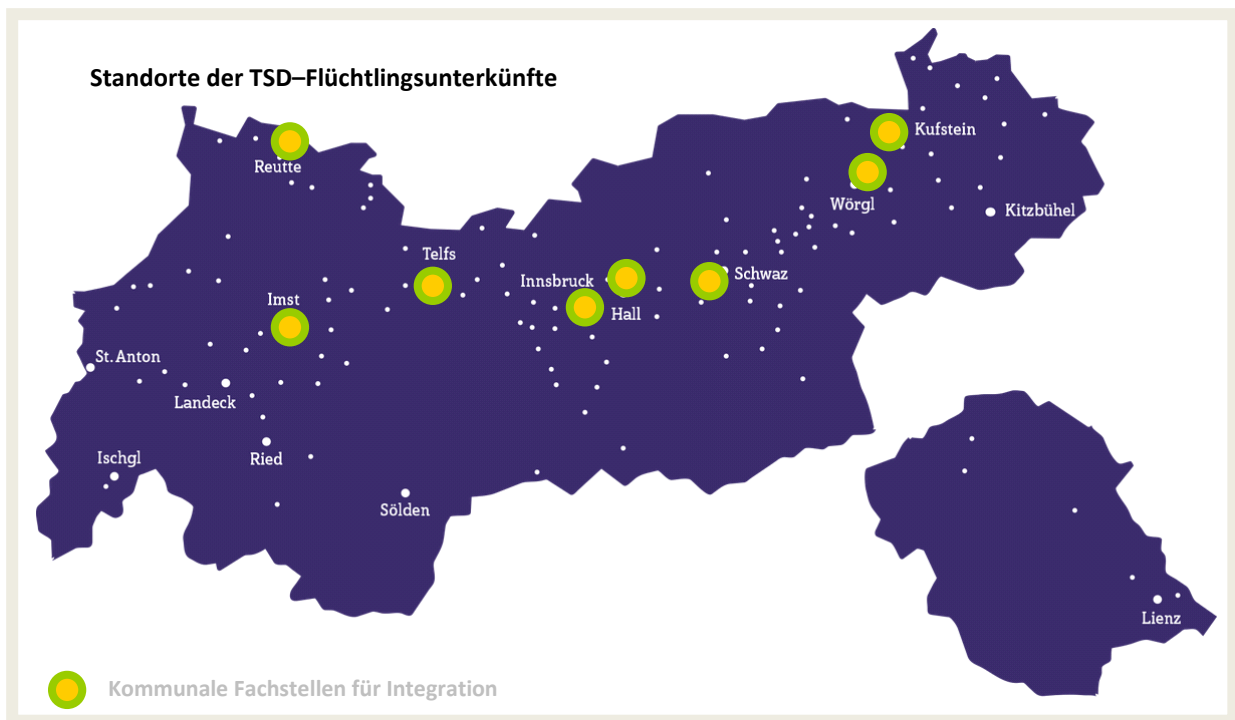 Standorte der TSD–Flüchtlingsunterkünfte
Kufstein
Reutte
Wörgl
Kitzbühel
Telfs
Schwaz
Innsbruck
Imst
Hall
St. Anton
Landeck
Ischgl
Ried
Sölden
Lienz
Kommunale Fachstellen für Integration